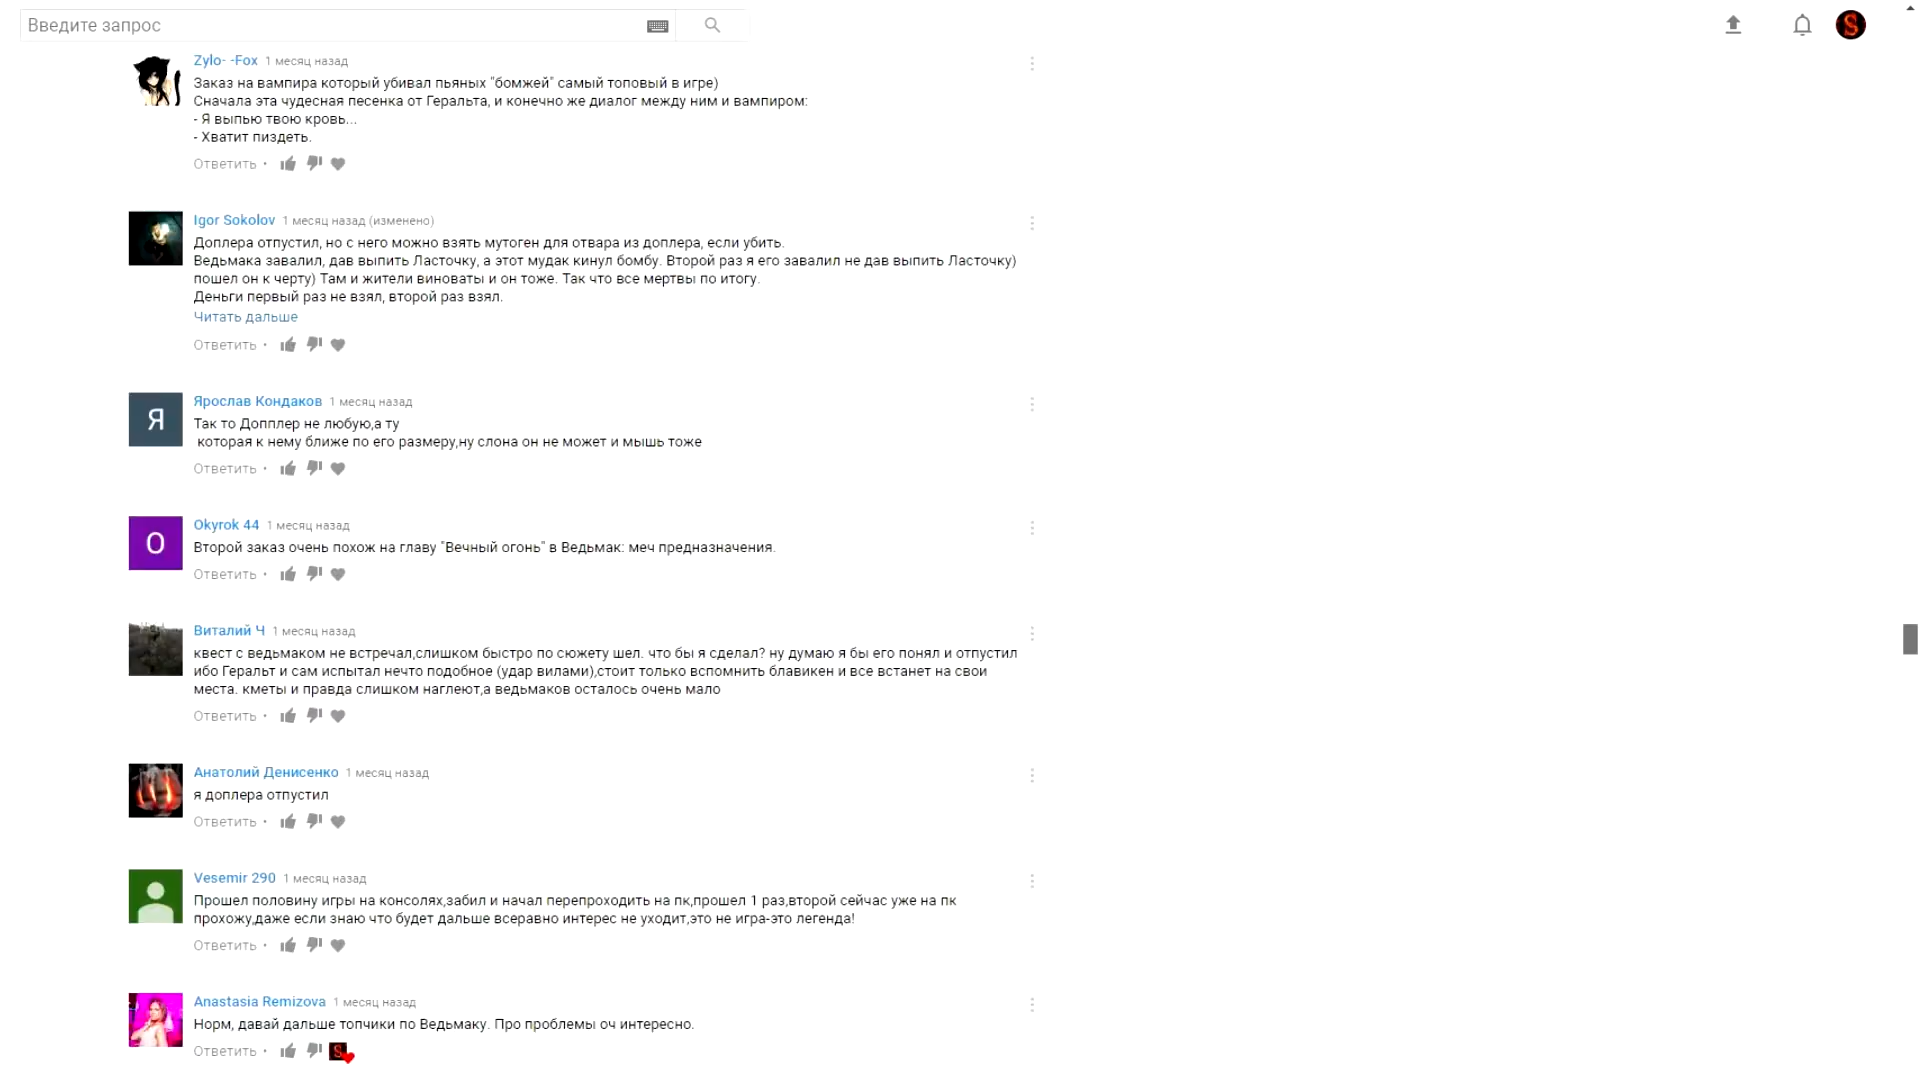 Введите запрос
Zylo- -Fox 1 месяц назад
Заказ на вампира который убивал пьяных "бомжей" самый топовый в игре)
Сначала эта чудесная песенка от Геральта, и конечно же диалог между ним и вампиром:
- Я выпью твою кровь...
- Хватит пиздеть.
Ответить •
Igor Sokolov 1 месяц назад (изменено)
Доплера отпустил, но с него можно взять мутоген для отвара из доплера, если убить.
Ведьмака завалил, дав выпить Ласточку, а этот мудак кинул бомбу. Второй раз я его завалил не дав выпить Ласточку)
пошел он к черту) Там и жители виноваты и он тоже. Так что все мертвы по итогу.
Деньги первый раз не взял, второй раз взял.
Читать дальше
Ответить •
Я
Ярослав Кондаков 1 месяц назад
Так то Допплер не любую,а ту
которая к нему ближе по его размеру,ну слона он не может и мышь тоже
Ответить •
O
Okyrok 44 1 месяц назад
Второй заказ очень похож на главу "Вечный огонь" в Ведьмак: меч предназначения.
Ответить •
Виталий Ч 1 месяц назад
квест с ведьмаком не встречал,слишком быстро по сюжету шел. что бы я сделал? ну думаю я бы его понял и отпустил
ибо Геральт и сам испытал нечто подобное (удар вилами),стоит только вспомнить блавикен и все встанет на свои
места. кметы и правда слишком наглеют,а ведьмаков осталось очень мало
Ответить •
Анатолий Денисенко 1 месяц назад
я доплера отпустил
Ответить •
Vesemir 290 1 месяц назад
Прошел половину игры на консолях,забил и начал перепроходить на пк,прошел 1 раз,второй сейчас уже на пк
прохожу,даже если знаю что будет дальше всеравно интерес не уходит,это не игра-это легенда!
Ответить •
Anastasia Remizova 1 месяц назад
Норм, давай дальше топчики по Ведьмаку. Про проблемы оч интересно.
Ответить •